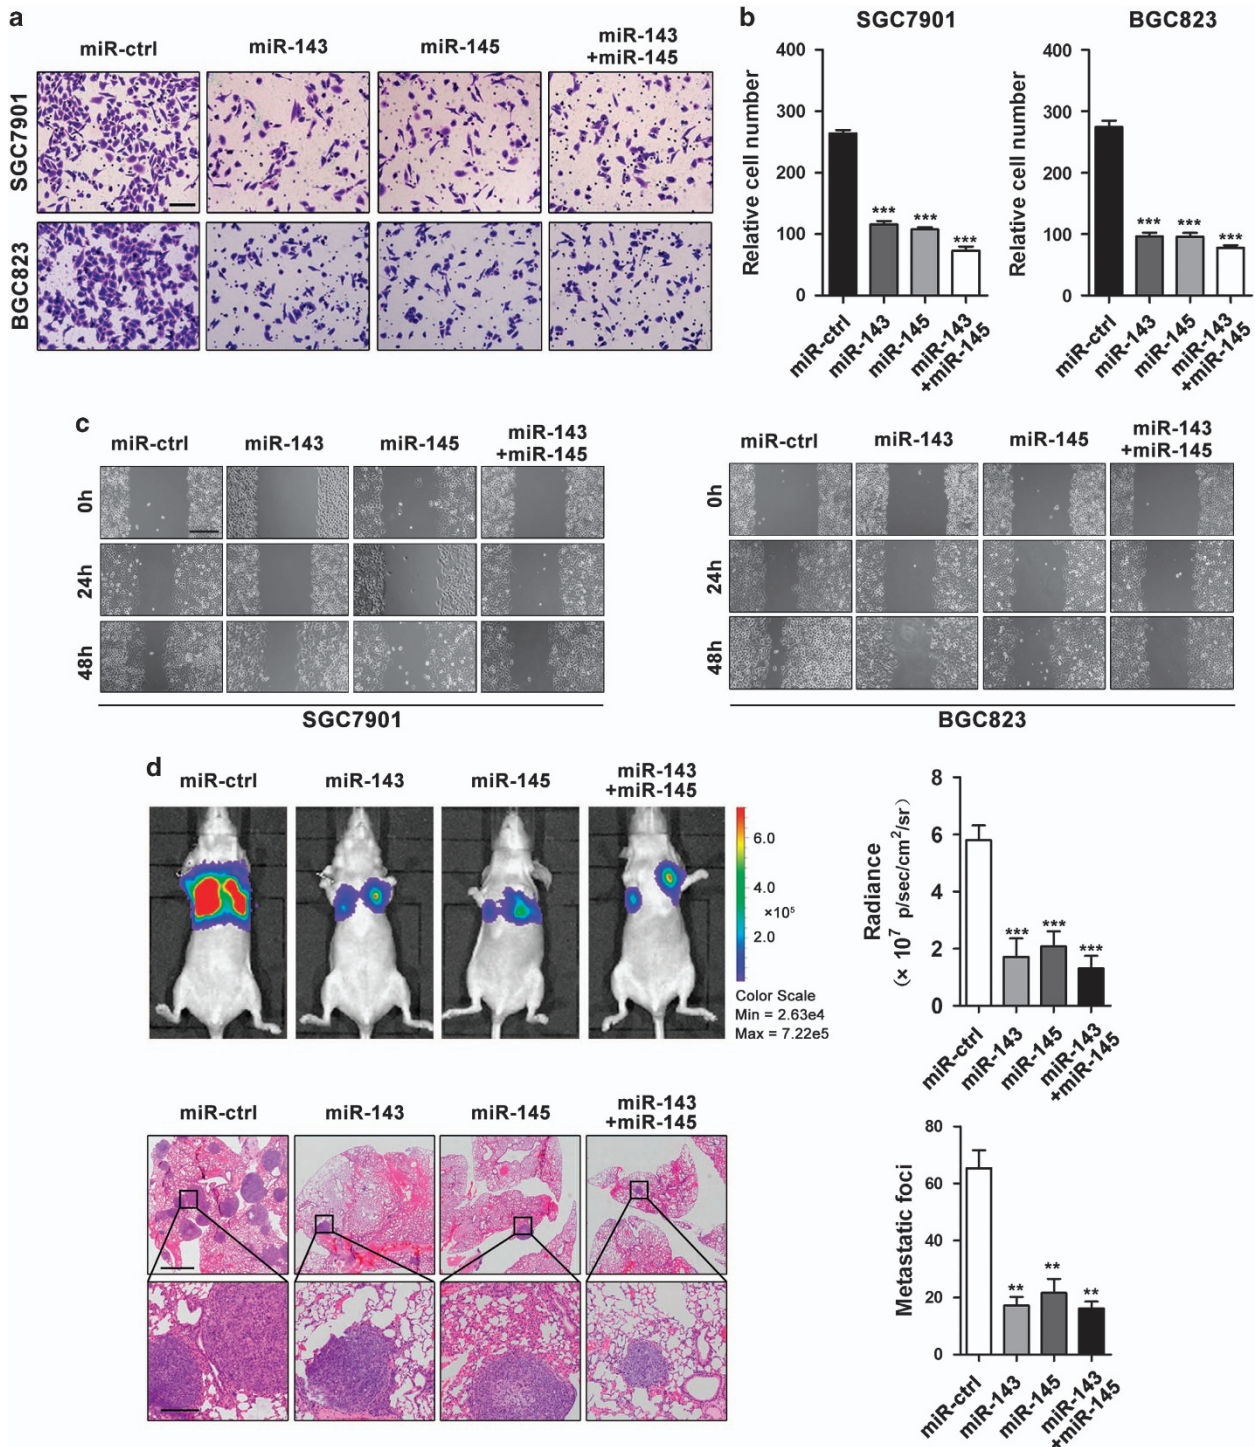 a
miR-ctrl
miR-143
miR-145
miR-143
+miR-145
SGC7901
BGC823
b
SGC7901
Relative cell number
400
300
200
100
0
***
***
***
miR-ctrl
miR-143
miR-145
miR-143
+miR-145
BGC823
Relative cell number
400
300
200
100
0
***
***
***
miR-ctrl
miR-143
miR-145
miR-143
+miR-145
c
miR-ctrl
miR-143
miR-145
miR-143
+miR-145
0h
24h
48h
SGC7901
miR-ctrl
miR-143
miR-145
miR-143
+miR-145
0h
24h
48h
BGC823
d
miR-ctrl
miR-143
miR-145
miR-143
+miR-145
6.0
4.0
×10⁵
2.0
Color Scale
Min = 2.63e4
Max = 7.22e5
Radiance
(× 10⁷ p/sec/cm²/sr)
8
6
4
2
0
***
***
***
miR-ctrl
miR-143
miR-145
miR-143
+miR-145
miR-ctrl
miR-143
miR-145
miR-143
+miR-145
Metastatic foci
80
60
40
20
0
**
**
**
miR-ctrl
miR-143
miR-145
miR-143
+miR-145